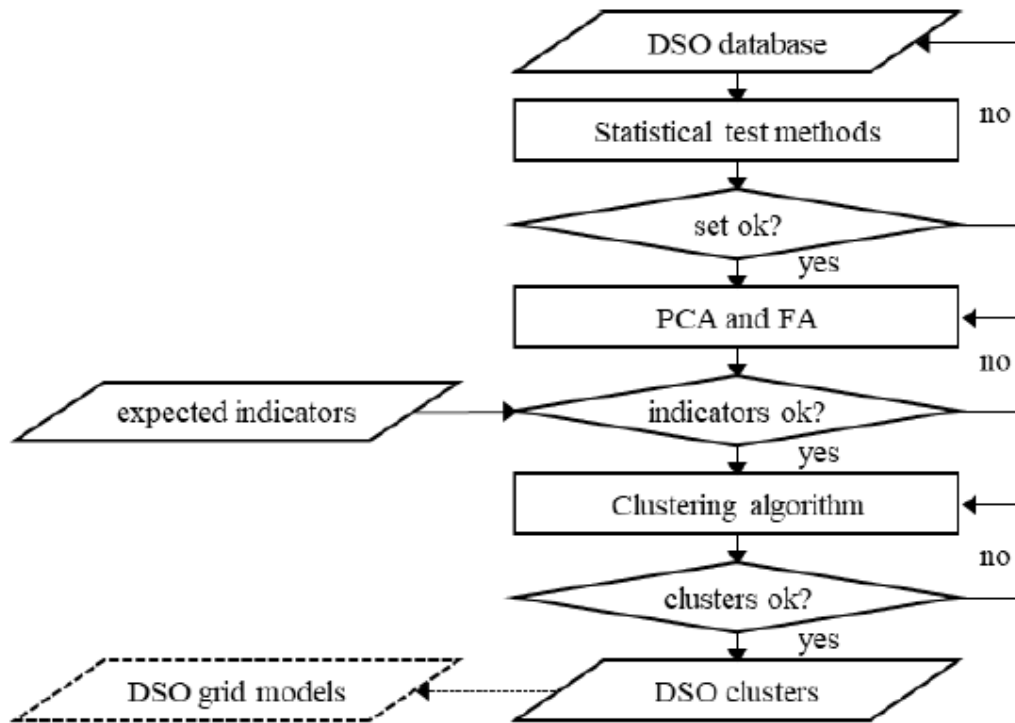 DSO database
no
Statistical test methods
set ok?
yes
PCA and FA
no
expected indicators
indicators ok?
yes
Clustering algorithm
no
clusters ok?
yes
DSO grid models
DSO clusters